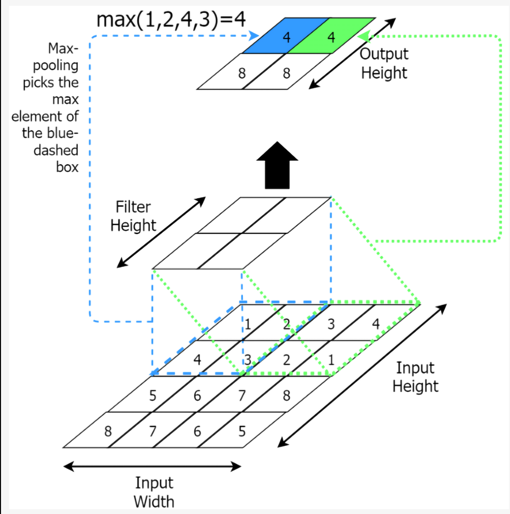 max(1,2,4,3)=4
Max-
pooling
picks the
max
element of
the blue-
dashed
box
4 4
8 8
Output
Height
Filter
Height
1 2 3 4
4 3 2 1
5 6 7 8
8 7 6 5
Input
Height
Input
Width